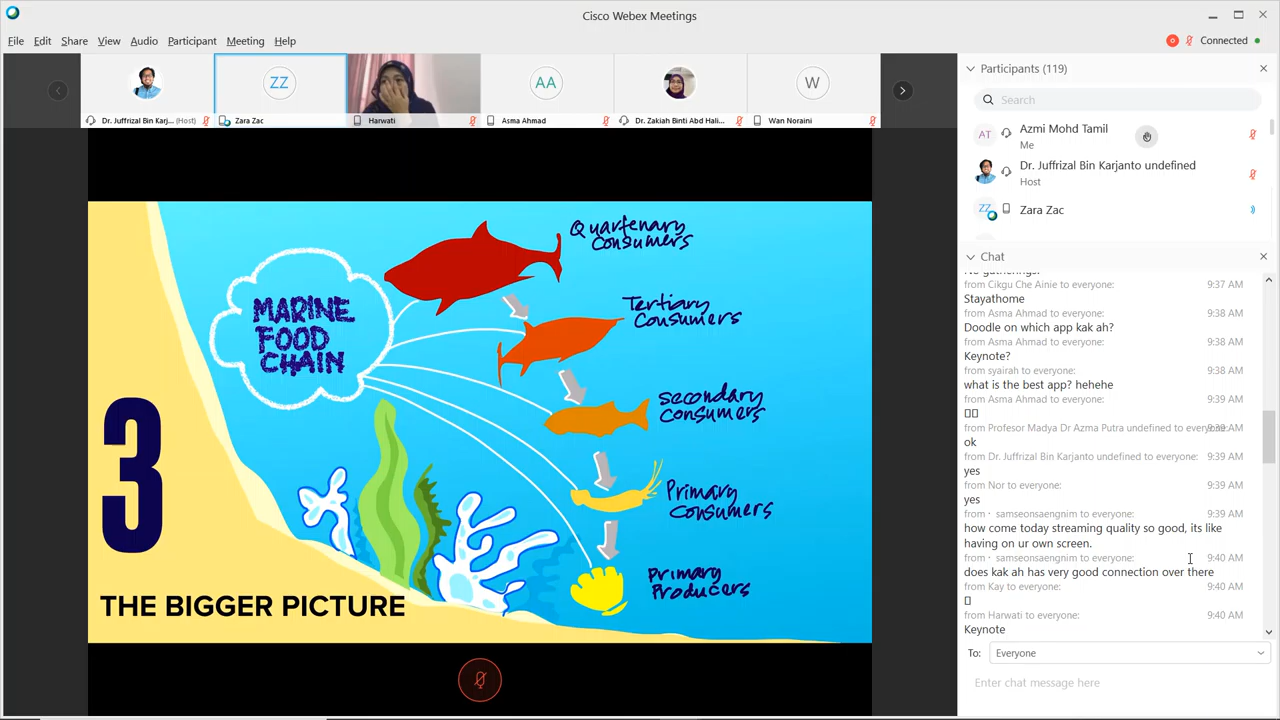 Cisco Webex Meetings
File Edit Share View Audio Participant Meeting Help
Connected
ZZ
AA
W
Dr. Juffrizal Bin Karj... (Host)
Zara Zac
Harwati
Asma Ahmad
Dr. Zakiah Binti Abd Hali...
Wan Noraini
MARINE
FOOD
CHAIN
Quartenary
Consumers
Tertiary
Consumers
Secondary
Consumers
Primary
Consumers
Primary
Producers
3
THE BIGGER PICTURE
Participants (119)
Search
AT
Azmi Mohd Tamil
Me
Dr. Juffrizal Bin Karjanto undefined
Host
ZZ
Zara Zac
Chat
No gatherings.
from Cikgu Che Ainie to everyone: 9:37 AM
Stayathome
from Asma Ahmad to everyone: 9:38 AM
Doodle on which app kak ah?
from Asma Ahmad to everyone: 9:38 AM
Keynote?
from syairah to everyone: 9:38 AM
what is the best app? hehehe
from Asma Ahmad to everyone: 9:39 AM
from Profesor Madya Dr Azma Putra undefined to everyone: 9:39 AM
ok
from Dr. Juffrizal Bin Karjanto undefined to everyone: 9:39 AM
yes
from Nor to everyone: 9:39 AM
yes
from · samseonsaengnim to everyone: 9:39 AM
how come today streaming quality so good, its like
having on ur own screen.
from · samseonsaengnim to everyone: 9:40 AM
does kak ah has very good connection over there
from Kay to everyone: 9:40 AM
from Harwati to everyone: 9:40 AM
Keynote
To: Everyone
Enter chat message here